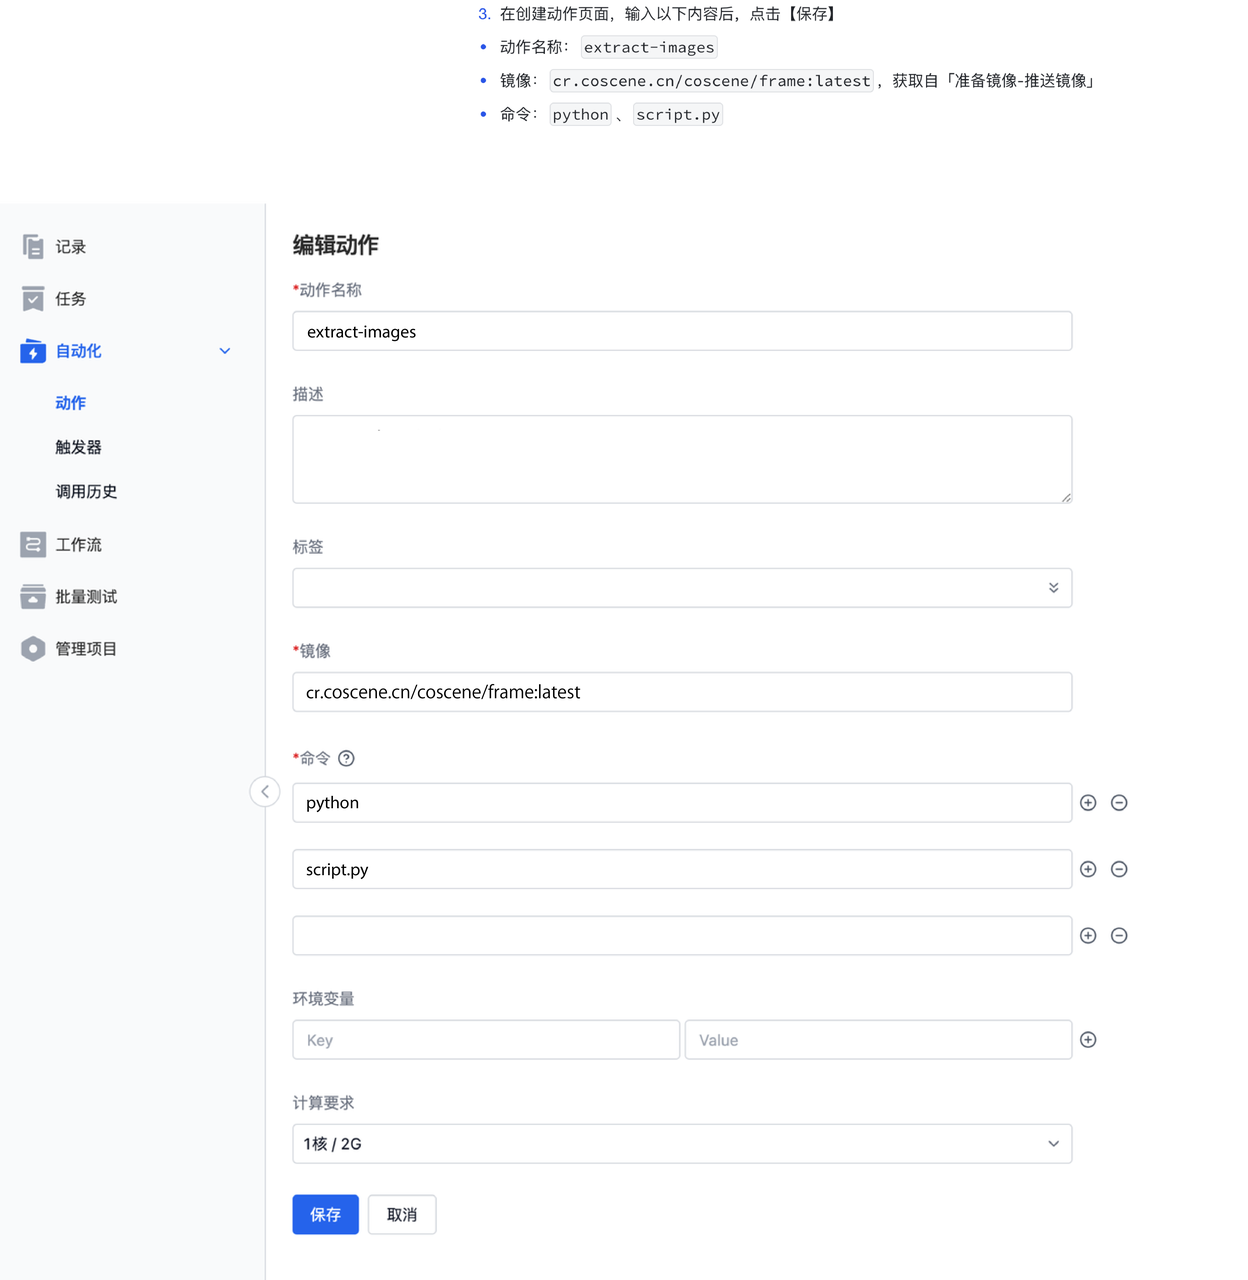 3. 在创建动作页面，输入以下内容后，点击【保存】
• 动作名称： extract-images
• 镜像： cr.coscene.cn/coscene/frame:latest ，获取自「准备镜像-推送镜像」
• 命令： python 、 script.py
记录
任务
自动化
动作
触发器
调用历史
工作流
批量测试
管理项目
编辑动作
*动作名称
extract-images
描述
标签
*镜像
cr.coscene.cn/coscene/frame:latest
*命令
python
script.py
环境变量
Key Value
计算要求
1核 / 2G
保存 取消